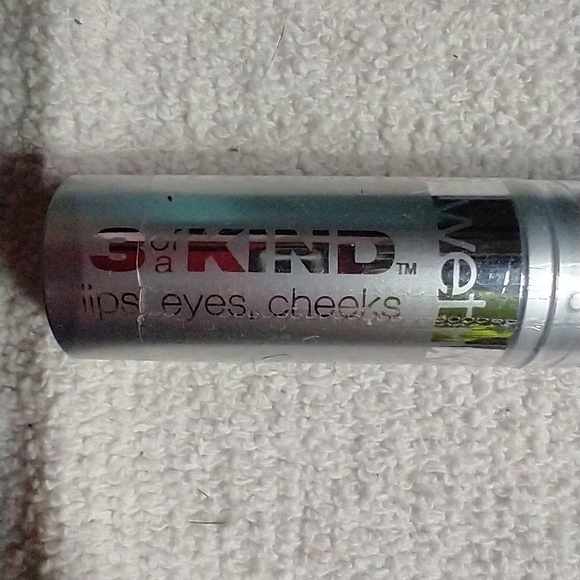 3 of a KIND™
lips, eyes, cheeks
wet